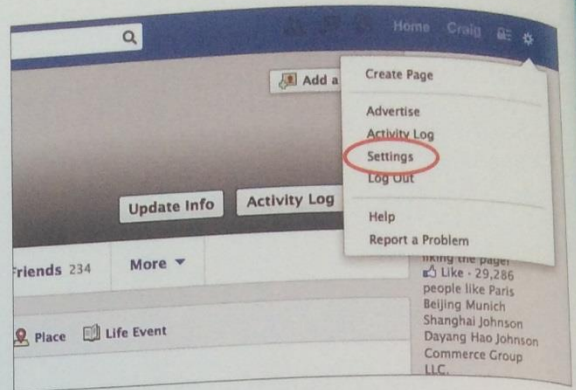 Home Craig
Add a
Create Page
Advertise
Activity Log
Settings
Log Out
Help
Report a Problem
Update Info Activity Log
Friends 234 More
liking the page!
Like · 29,286
people like Paris
Beijing Munich
Shanghai Johnson
Dayang Hao Johnson
Commerce Group
LLC.
Place Life Event